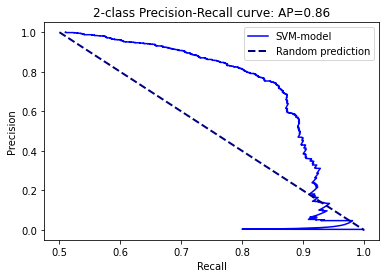 2-class Precision-Recall curve: AP=0.86
SVM-model
Random prediction
Precision
1.0
0.8
0.6
0.4
0.2
0.0
0.5 0.6 0.7 0.8 0.9 1.0
Recall